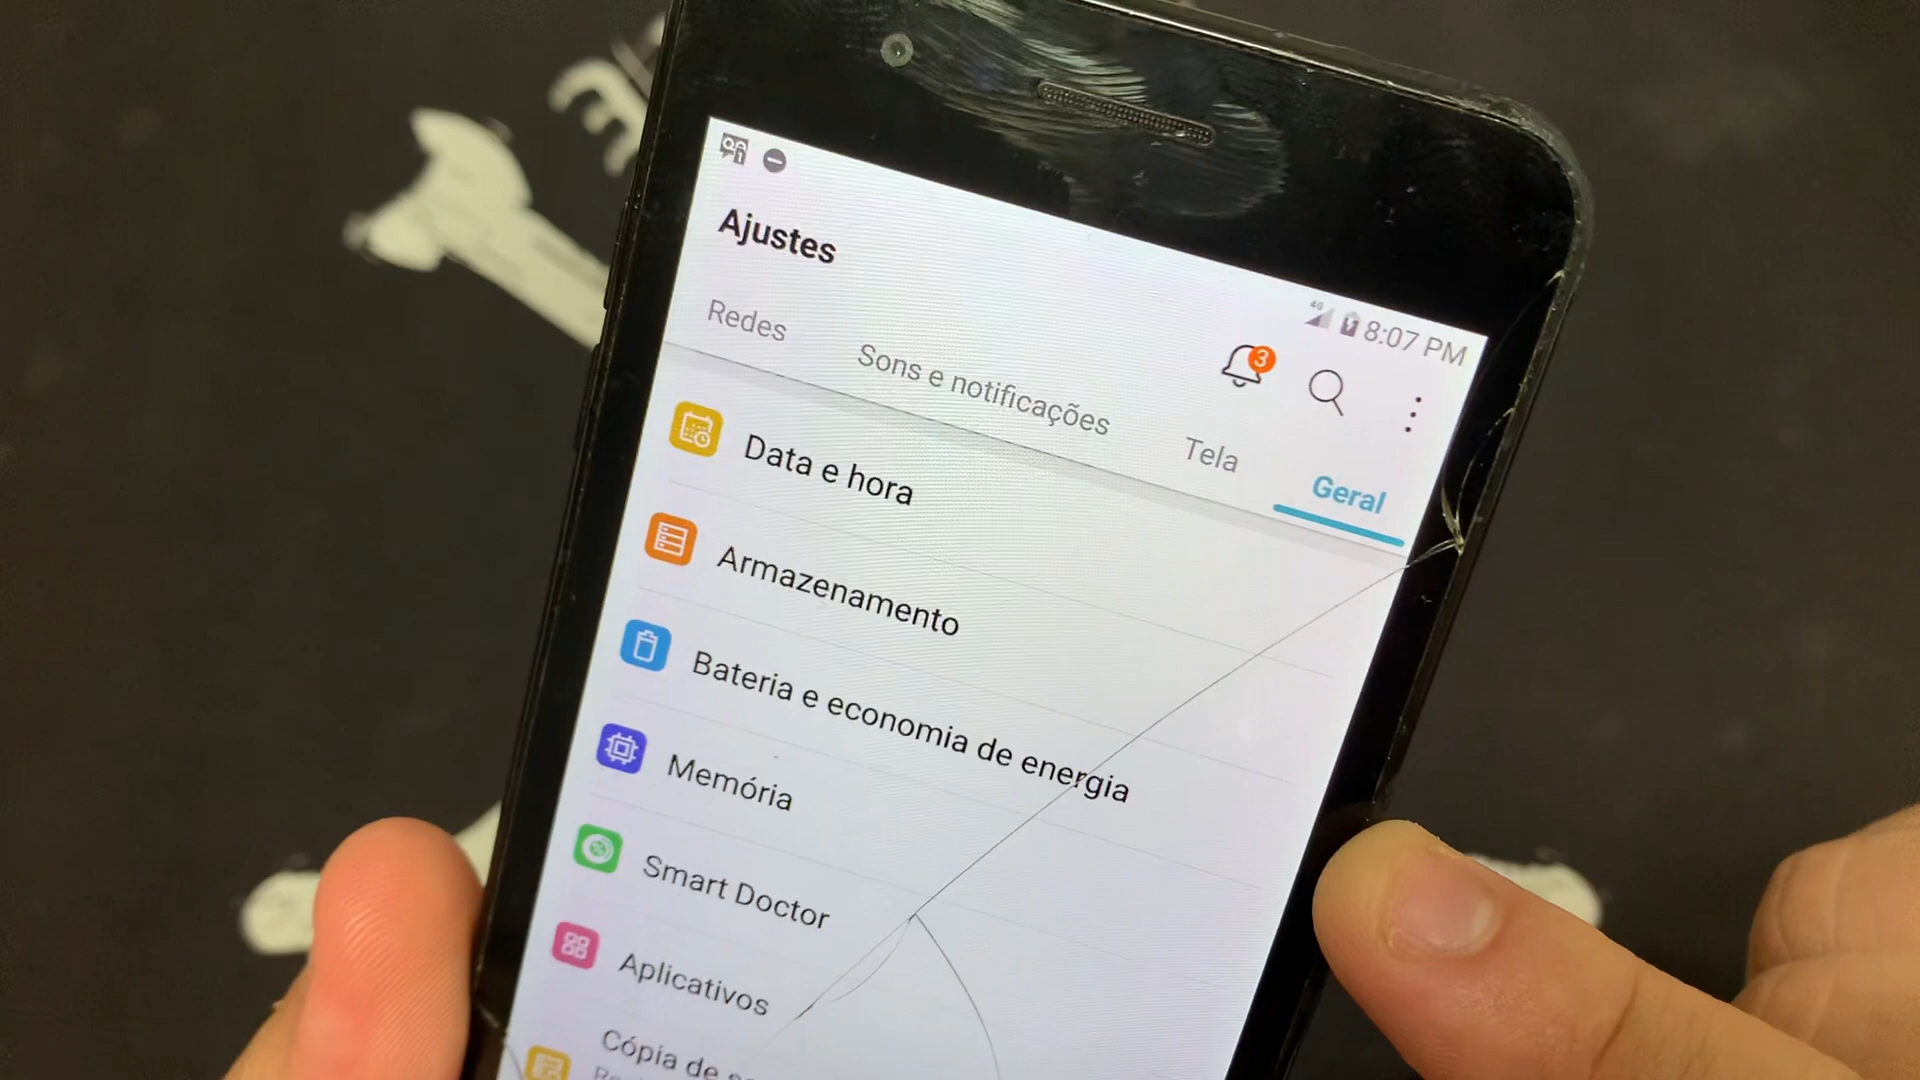 8:07 PM
Ajustes
3
Redes
Sons e notificações
Tela
Geral
Data e hora
Armazenamento
Bateria e economia de energia
Memória
Smart Doctor
Aplicativos
Cópia de